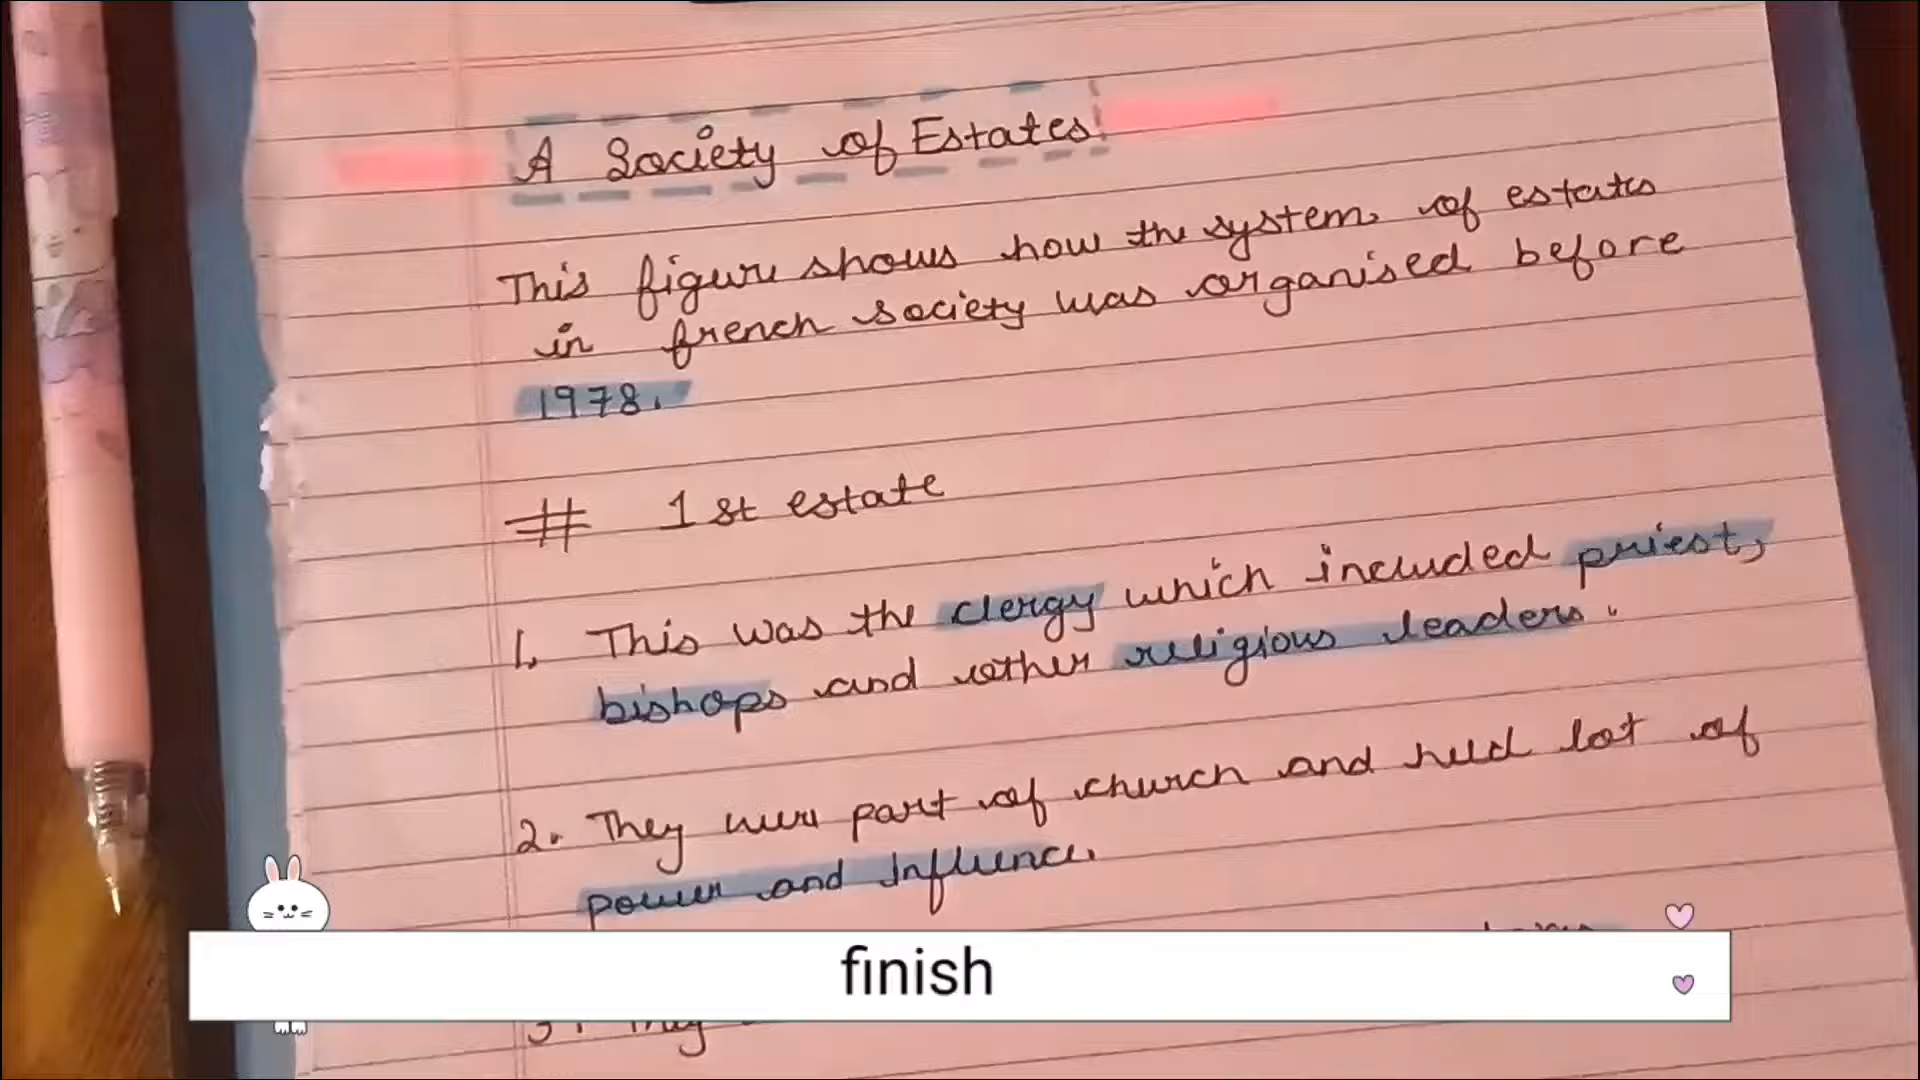 A Society of Estates.
This figure shows how the system of estates
in french society was organised before
1978.
# 1st estate
1. This was the clergy which included priest,
bishops and other religious leaders.
2. They were part of church and held lot of
power and influence.
finish
3. They